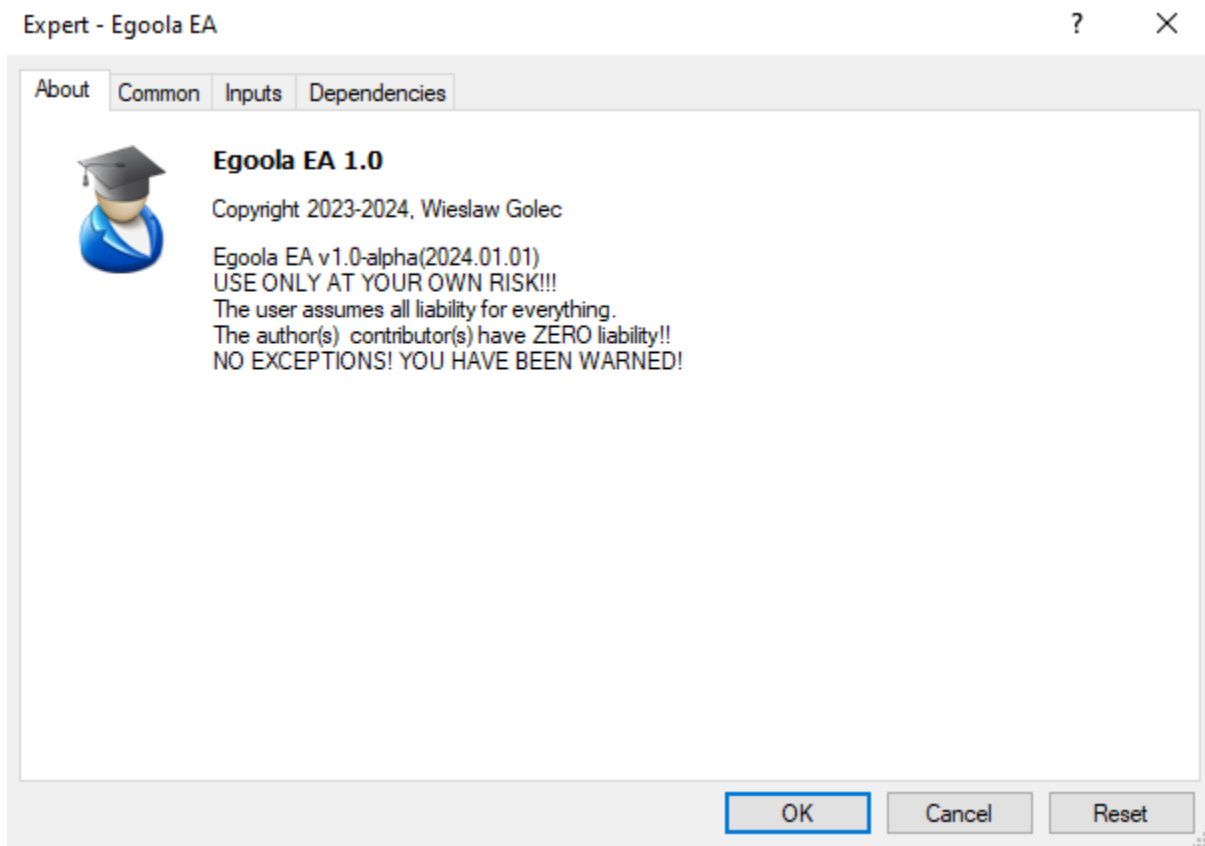 Expert - Egoola EA
?
About
Common
Inputs
Dependencies
Egoola EA 1.0
Copyright 2023-2024, Wieslaw Golec
Egoola EA v1.0-alpha(2024.01.01)
USE ONLY AT YOUR OWN RISK!!!
The user assumes all liability for everything.
The author(s)  contributor(s) have ZERO liability!!
NO EXCEPTIONS! YOU HAVE BEEN WARNED!
OK
Cancel
Reset